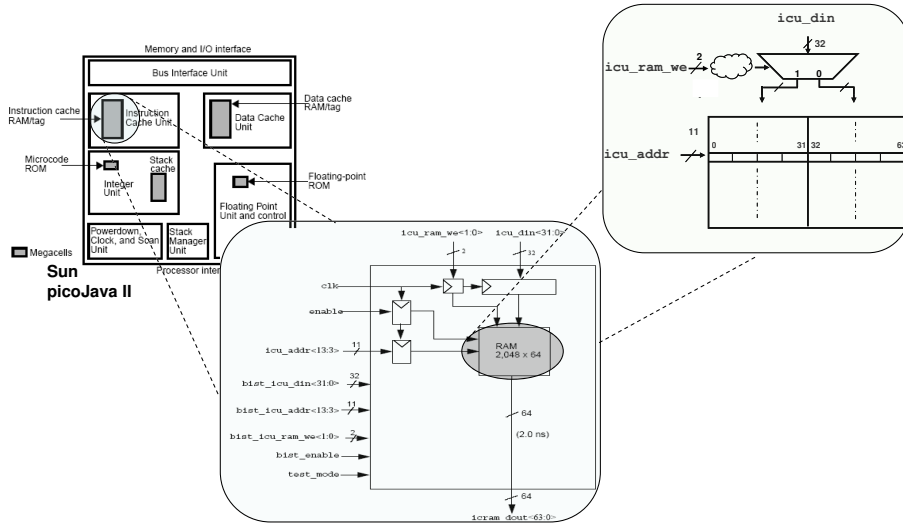 Memory and I/O interface
Bus Interface Unit
Instruction cache
RAM/tag
Instruction
Cache Unit
Data cache
RAM/tag
Data Cache
Unit
Microcode
ROM
Integer
Unit
Stack
cache
Floating-point
ROM
Floating Point
Unit and control
Powerdown,
Clock, and Scan
Unit
Stack
Manager
Unit
Megacells
Processor inter
Sun
picoJava II
icu_ram_we<1:0>
icu_din<31:0>
2
clk
enable
icu_addr<13:3>
11
bist_icu_din<31:0>
32
bist_icu_addr<13:3>
11
bist_icu_ram_we<1:0>
2
bist_enable
test_mode
RAM
2,048 x 64
64
(2.0 ns)
64
icram_dout<63:0>
icu_din
32
icu_ram_we
2
1 0
11
icu_addr
0 31 32 63